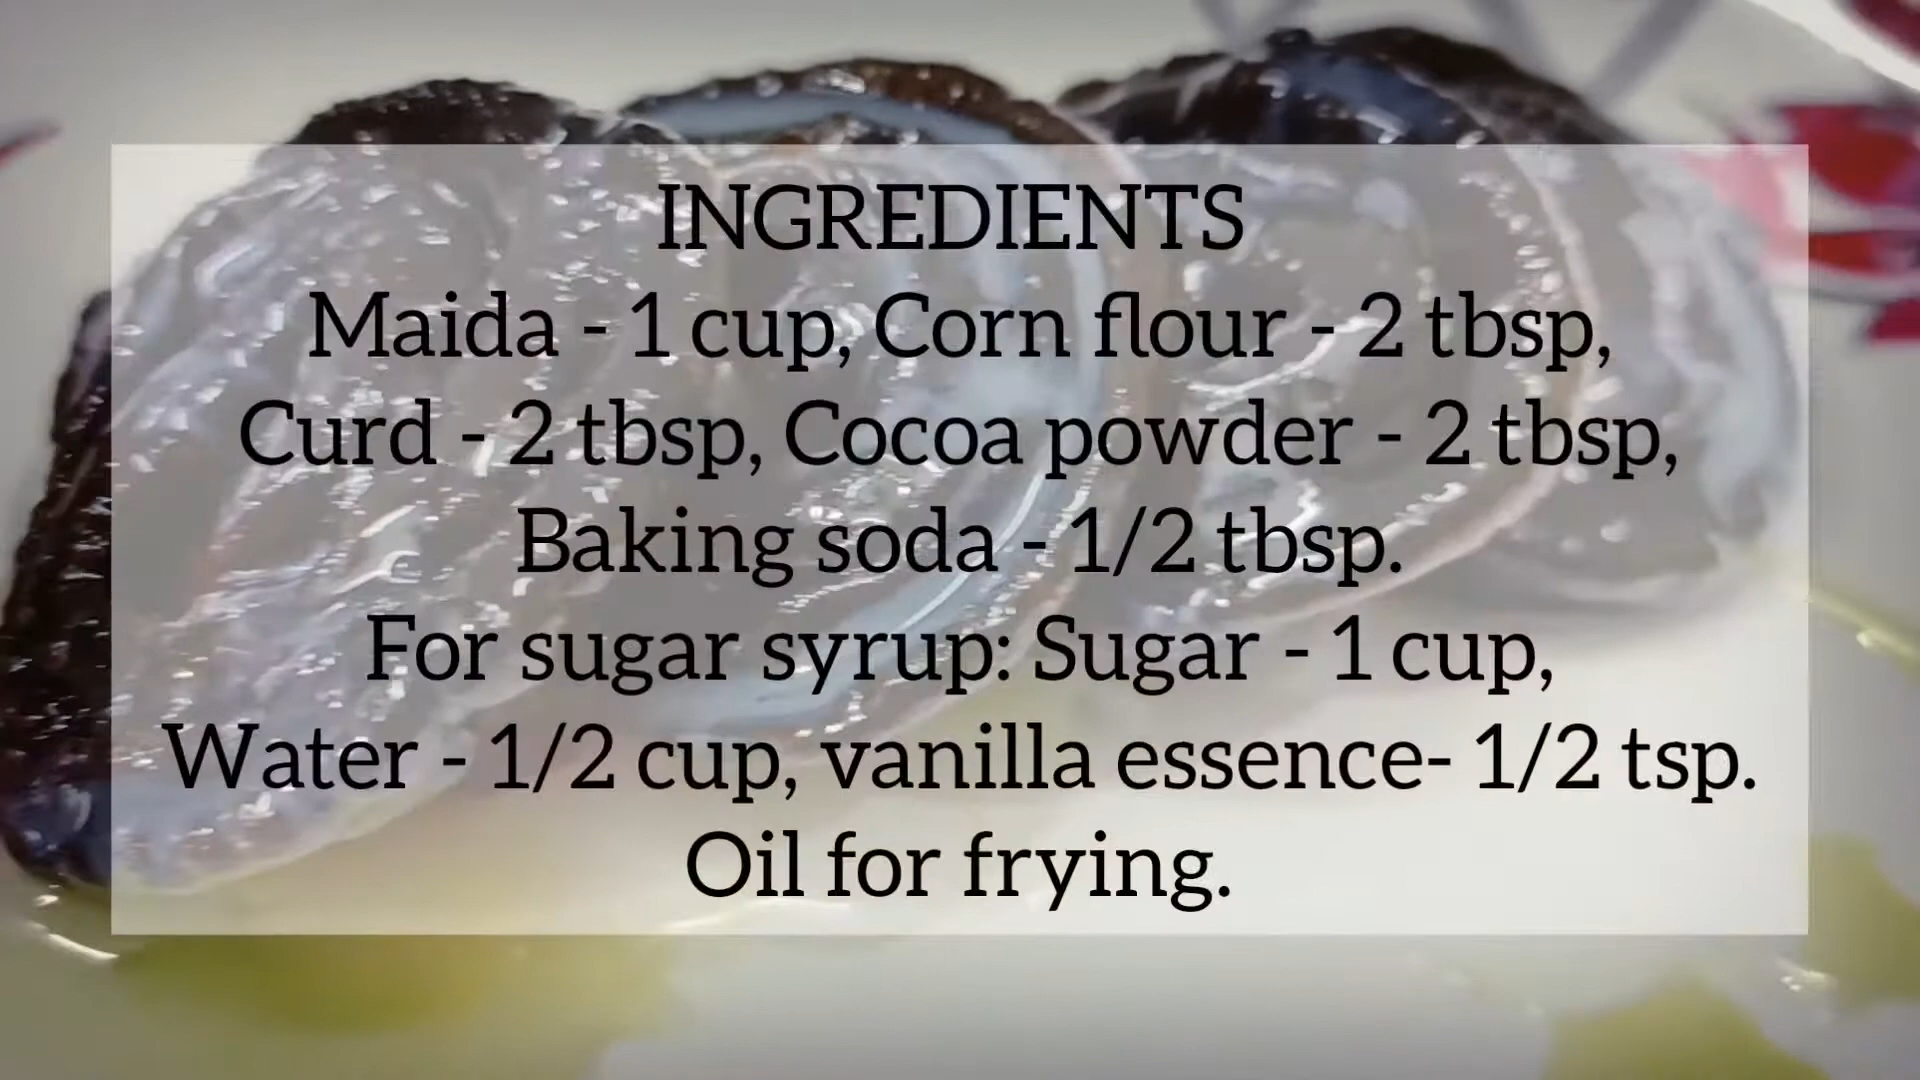 INGREDIENTS
Maida - 1 cup, Corn flour - 2 tbsp,
Curd - 2 tbsp, Cocoa powder - 2 tbsp,
Baking soda - 1/2 tbsp.
For sugar syrup: Sugar - 1 cup,
Water - 1/2 cup, vanilla essence- 1/2 tsp.
Oil for frying.